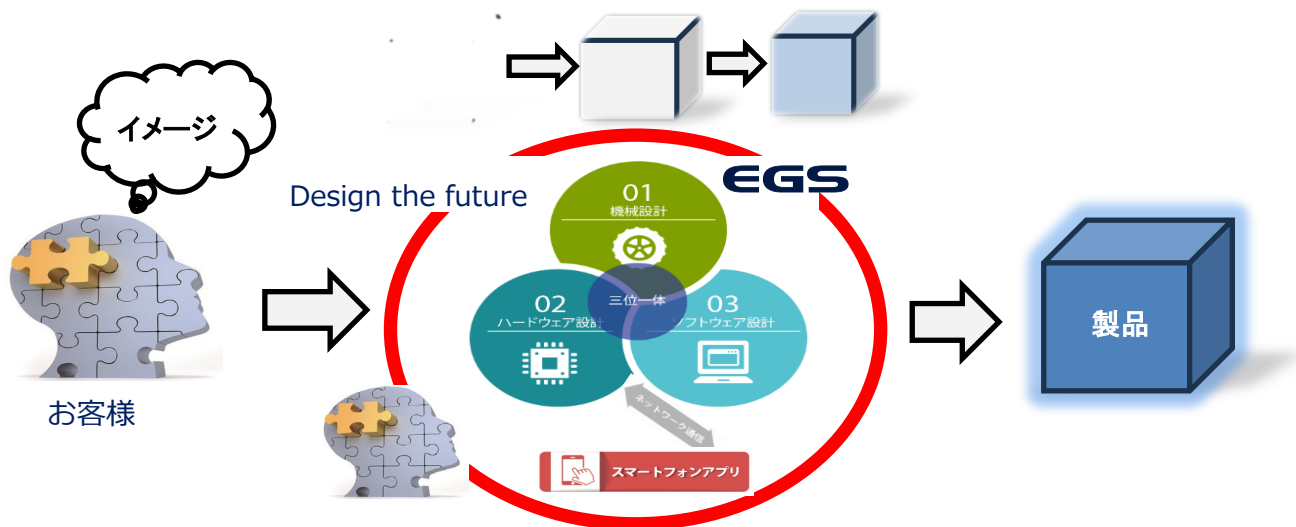 イメージ
Design the future
EGS
01
機械設計
三位一体
02
ハードウェア設計
03
ソフトウェア設計
製品
お客様
ネットワーク通信
スマートフォンアプリ